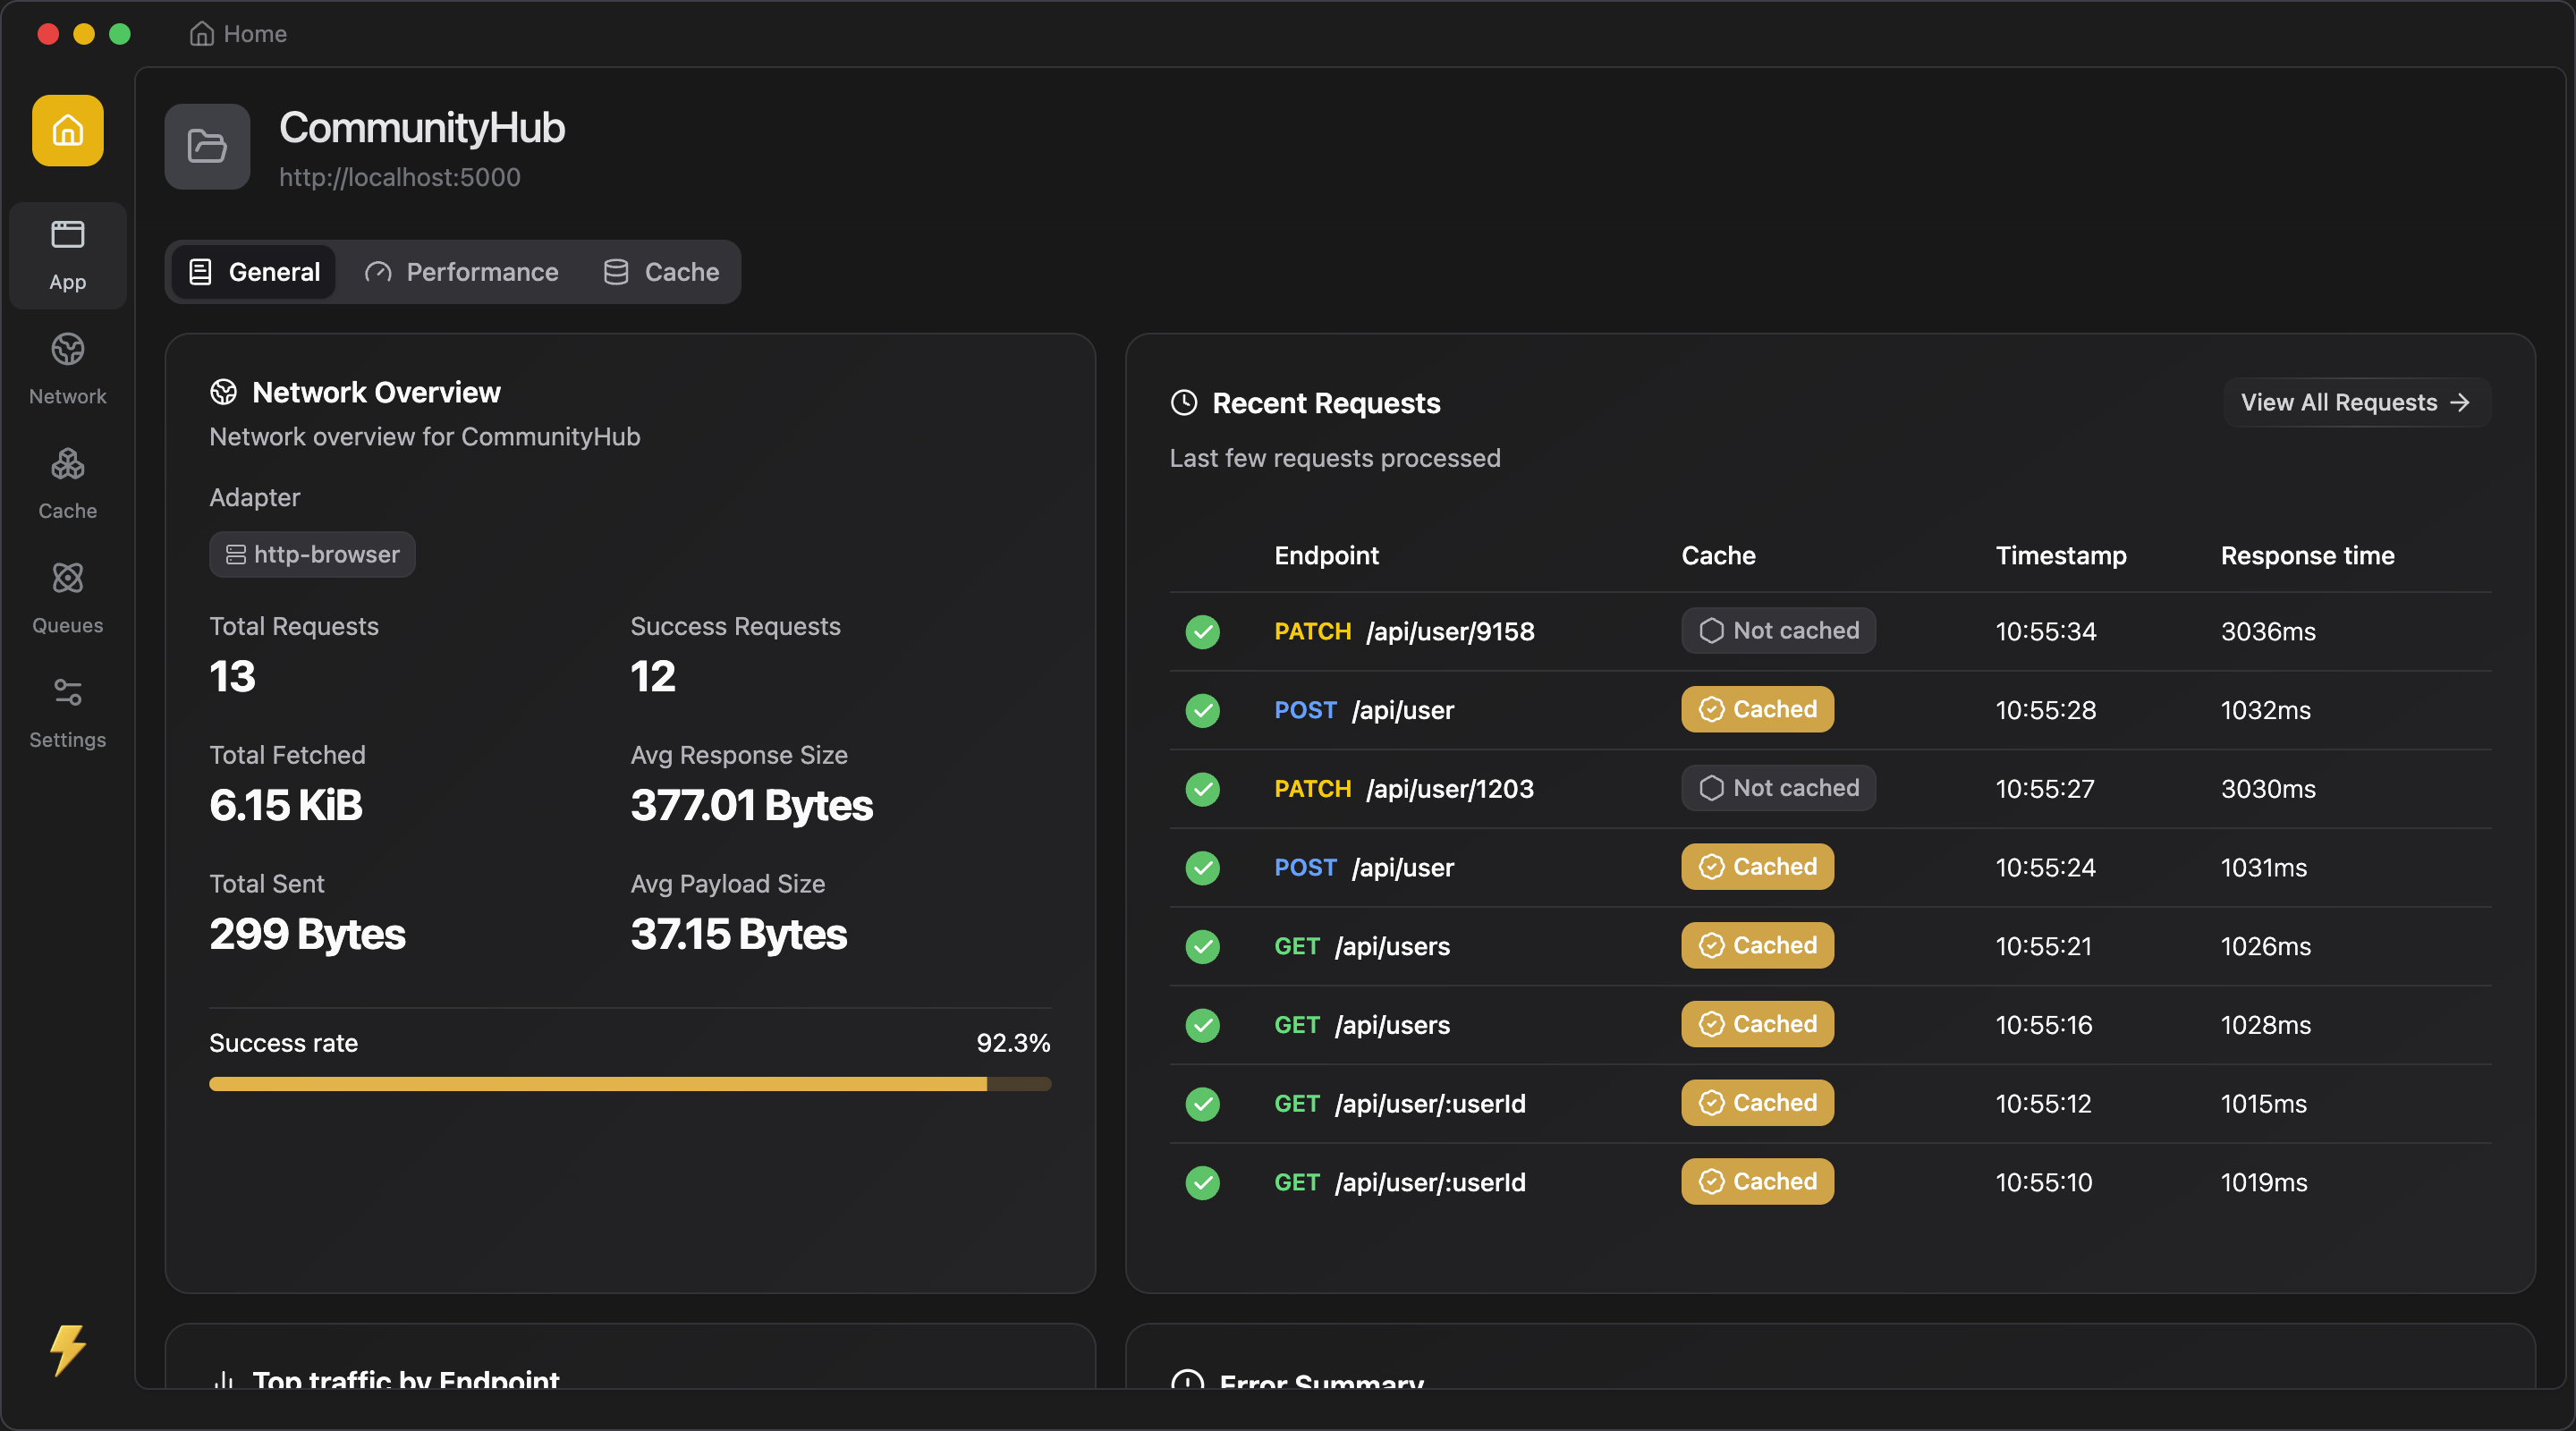 Home
CommunityHub
http://localhost:5000
App
Network
Cache
Queues
Settings
General Performance Cache
Network Overview
Network overview for CommunityHub
Adapter
http-browser
Total Requests Success Requests
13 12
Total Fetched Avg Response Size
6.15 KiB 377.01 Bytes
Total Sent Avg Payload Size
299 Bytes 37.15 Bytes
Success rate 92.3%
Recent Requests View All Requests
Last few requests processed
Endpoint Cache Timestamp Response time
PATCH /api/user/9158 Not cached 10:55:34 3036ms
POST /api/user Cached 10:55:28 1032ms
PATCH /api/user/1203 Not cached 10:55:27 3030ms
POST /api/user Cached 10:55:24 1031ms
GET /api/users Cached 10:55:21 1026ms
GET /api/users Cached 10:55:16 1028ms
GET /api/user/:userId Cached 10:55:12 1015ms
GET /api/user/:userId Cached 10:55:10 1019ms
Top traffic by Endpoint
Error Summary